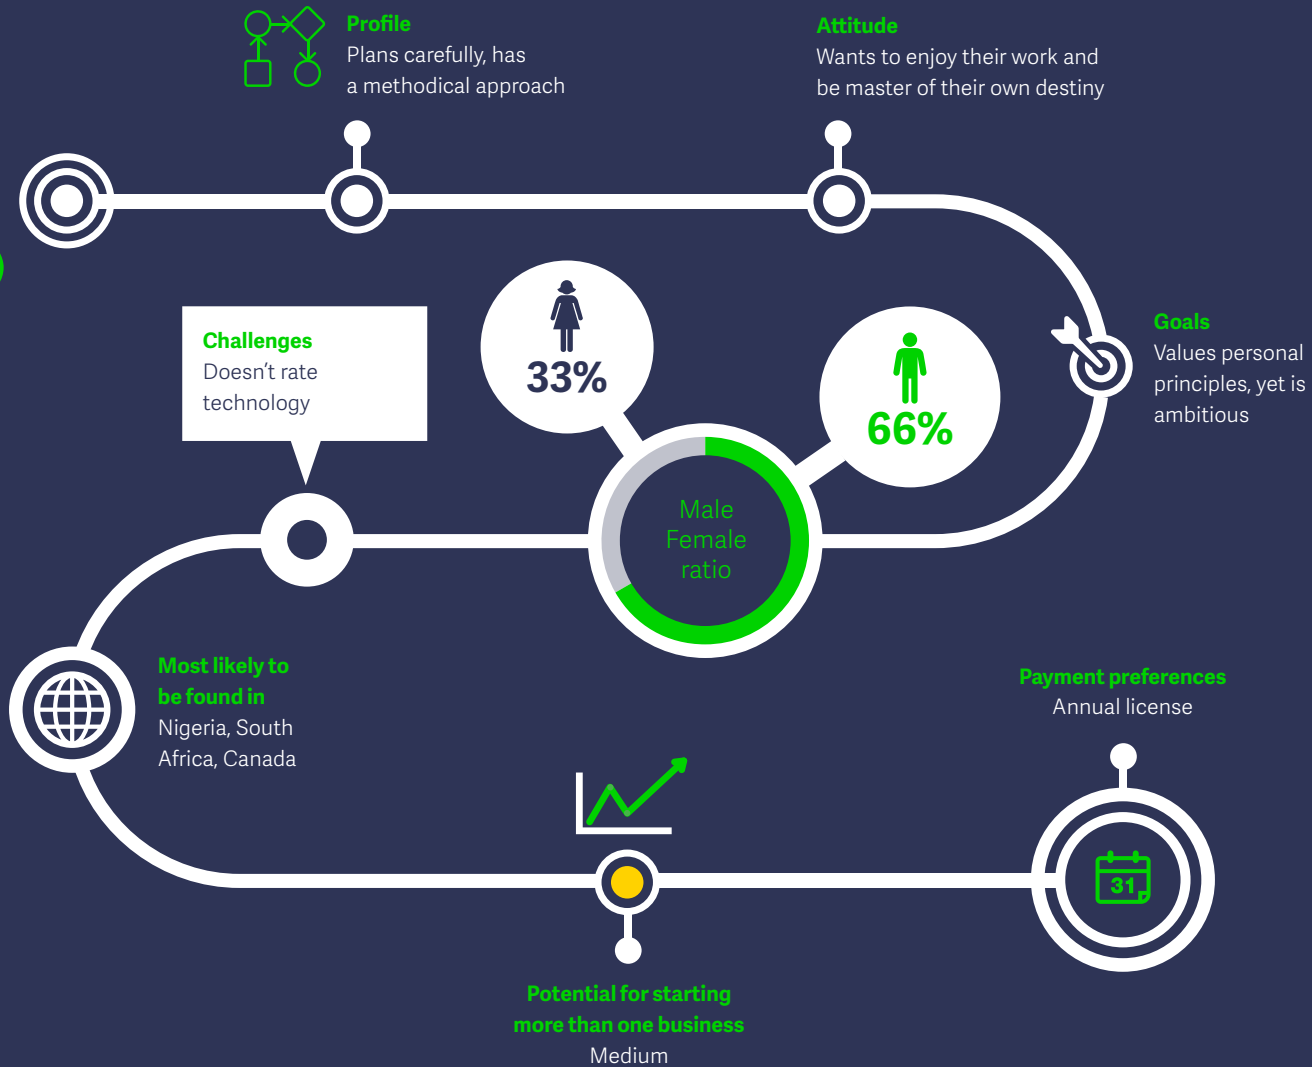 Profile
Plans carefully, has
a methodical approach
Attitude
Wants to enjoy their work and
be master of their own destiny
Goals
Values personal
principles, yet is
ambitious
66%
33%
Male
Female
ratio
Challenges
Doesn't rate
technology
Most likely to
be found in
Nigeria, South
Africa, Canada
Potential for starting
more than one business
Medium
Payment preferences
Annual license
31